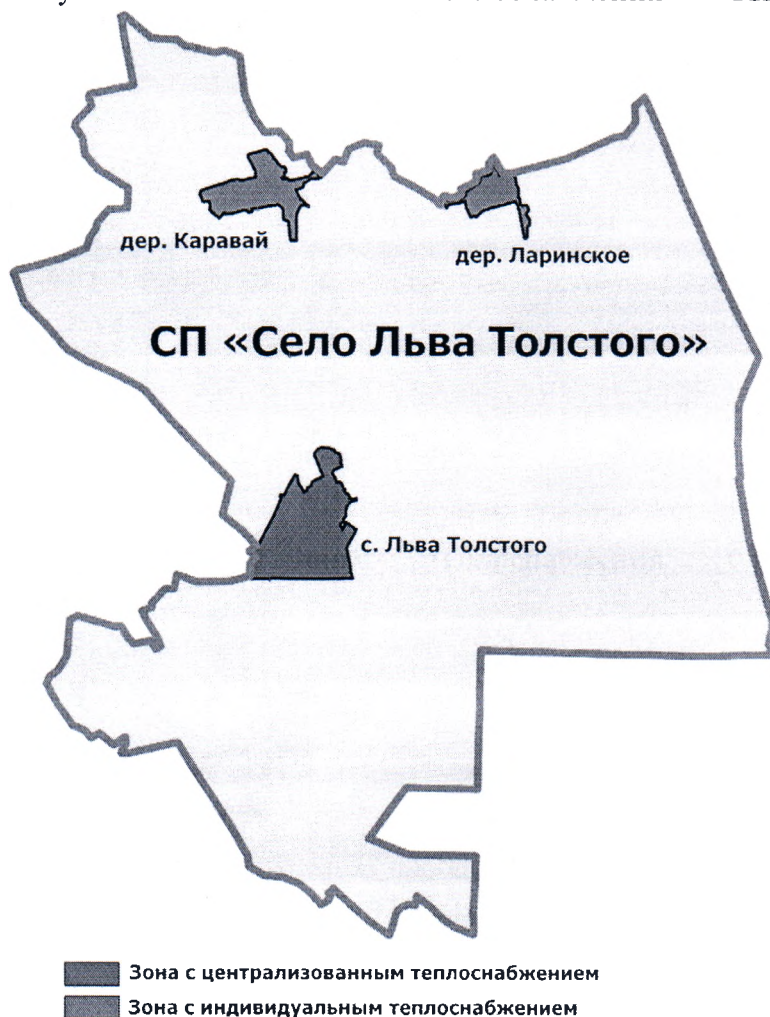 дер. Каравай
дер. Ларинское
СП «Село Льва Толстого»
с. Льва Толстого
Зона с централизованным теплоснабжением
Зона с индивидуальным теплоснабжением